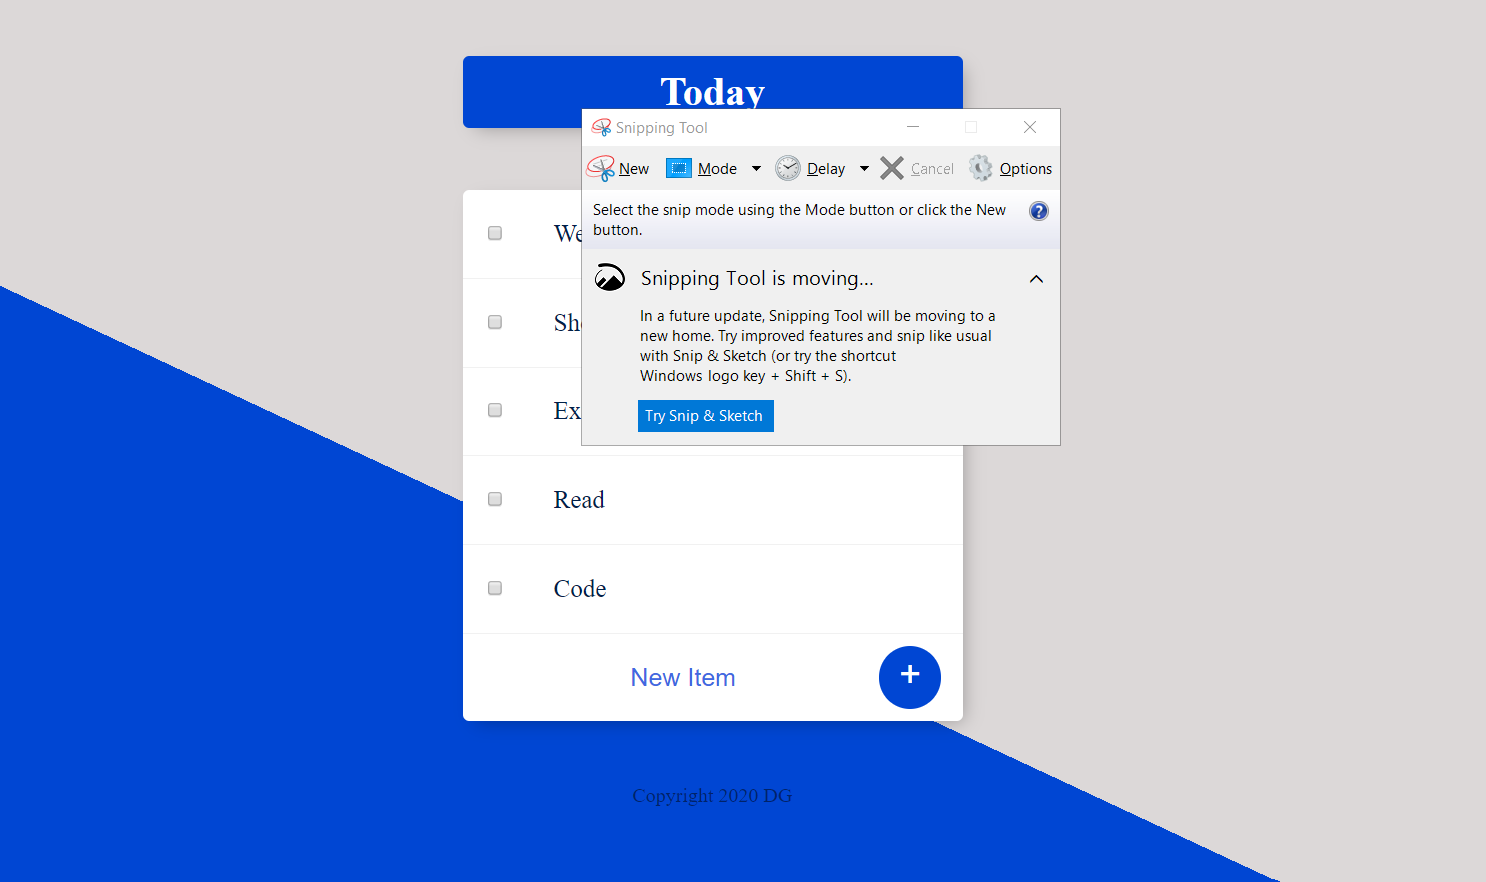 Today
Snipping Tool
New Mode Delay Cancel Options
Select the snip mode using the Mode button or click the New
button.
Snipping Tool is moving...
In a future update, Snipping Tool will be moving to a
new home. Try improved features and snip like usual
with Snip & Sketch (or try the shortcut
Windows logo key + Shift + S).
Try Snip & Sketch
Read
Code
New Item
+
Copyright 2020 DG